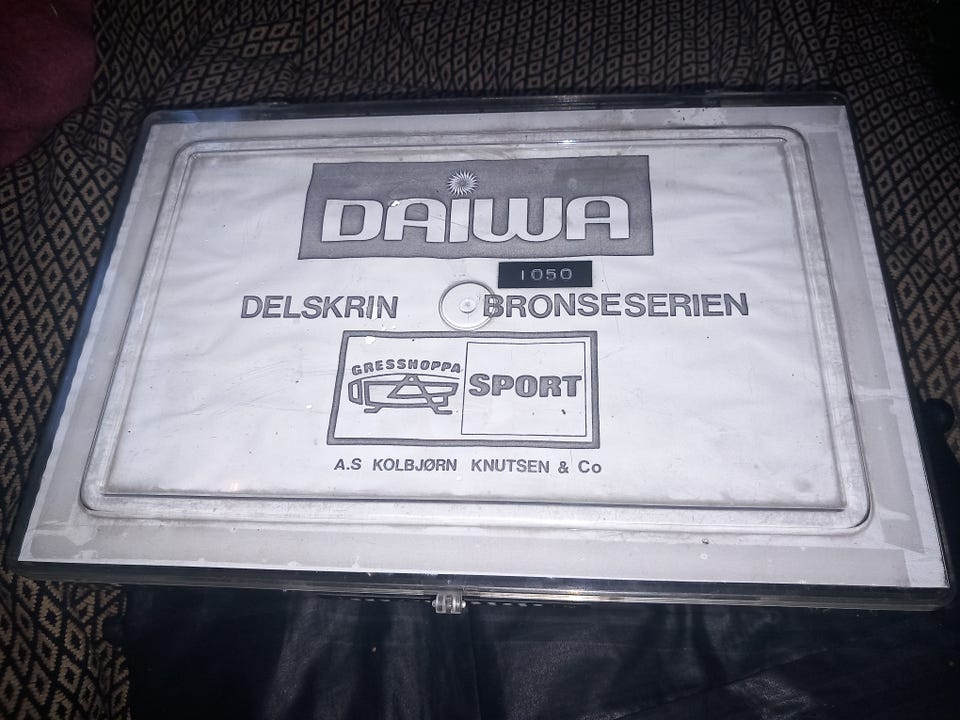 DAIWA
1050
DELSKRIN BRONSESERIEN
GRESSHOPPA
SPORT
A.S KOLBJØRN KNUTSEN & Co